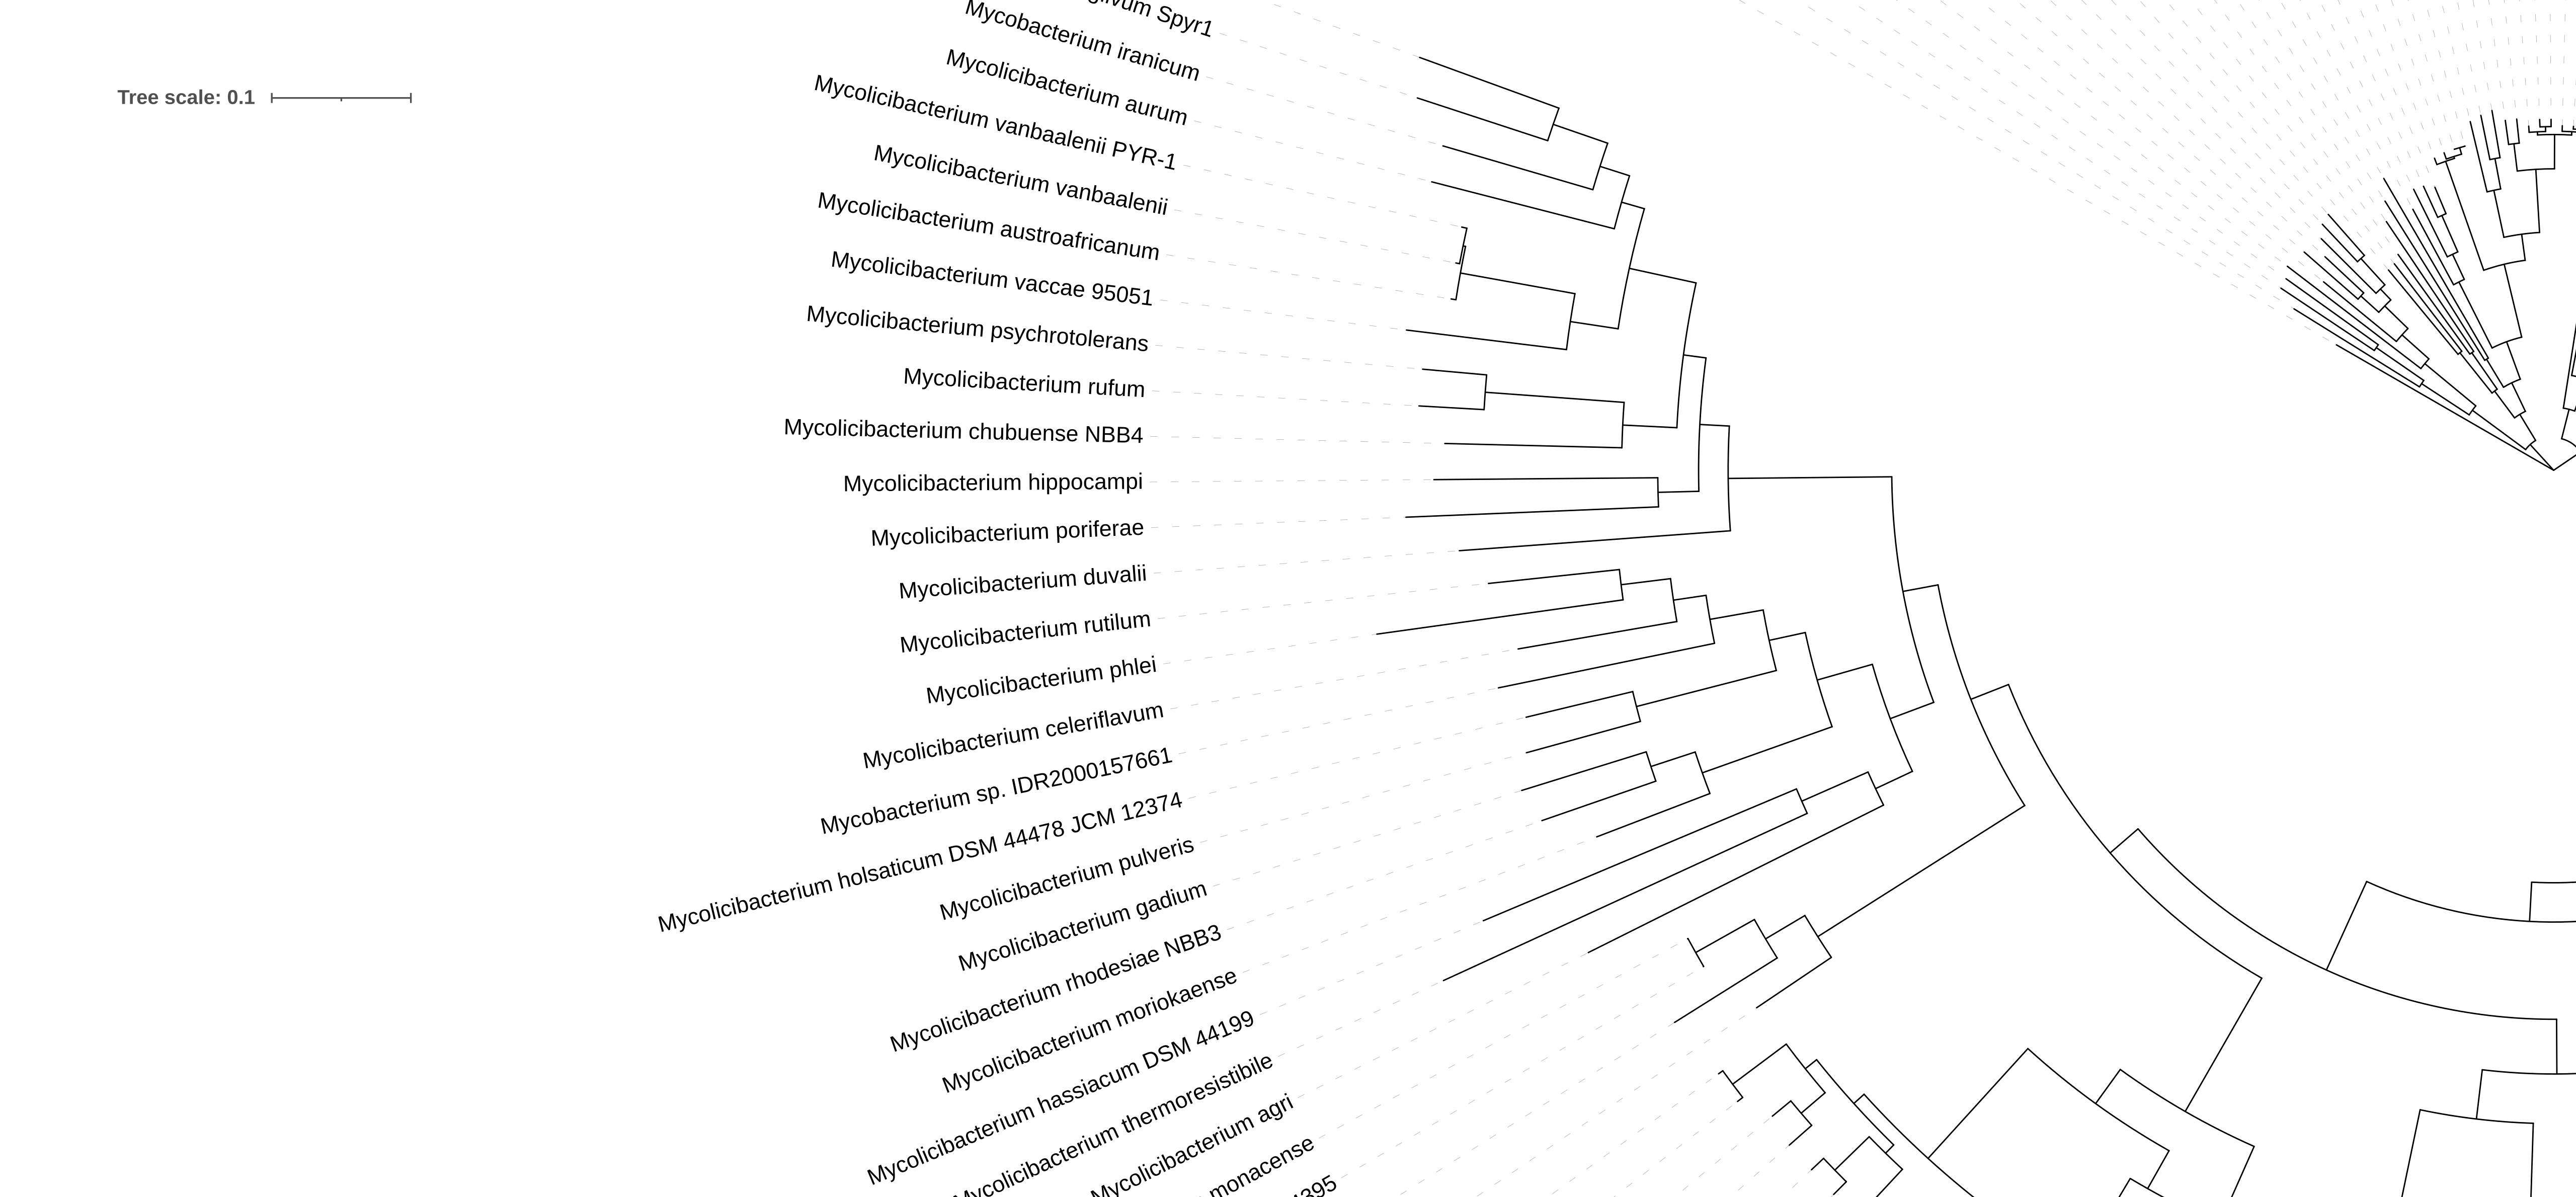 Spyr1
Mycobacterium iranicum
Mycolicibacterium aurum
Tree scale: 0.1
Mycolicibacterium vanbaalenii PYR-1
Mycolicibacterium vanbaalenii
Mycolicibacterium austroafricanum
Mycolicibacterium vaccae 95051
Mycolicibacterium psychrotolerans
Mycolicibacterium rufum
Mycolicibacterium chubuense NBB4
Mycolicibacterium hippocampi
Mycolicibacterium poriferae
Mycolicibacterium duvalii
Mycolicibacterium rutilum
Mycolicibacterium phlei
Mycolicibacterium celeriflavum
Mycobacterium sp. IDR2000157661
Mycolicibacterium holsaticum DSM 44478 JCM 12374
Mycolicibacterium pulveris
Mycolicibacterium gadium
Mycolicibacterium rhodesiae NBB3
Mycolicibacterium moriokaense
Mycolicibacterium hassiacum DSM 44199
Mycolicibacterium thermoresistibile
Mycolicibacterium agri
monacense